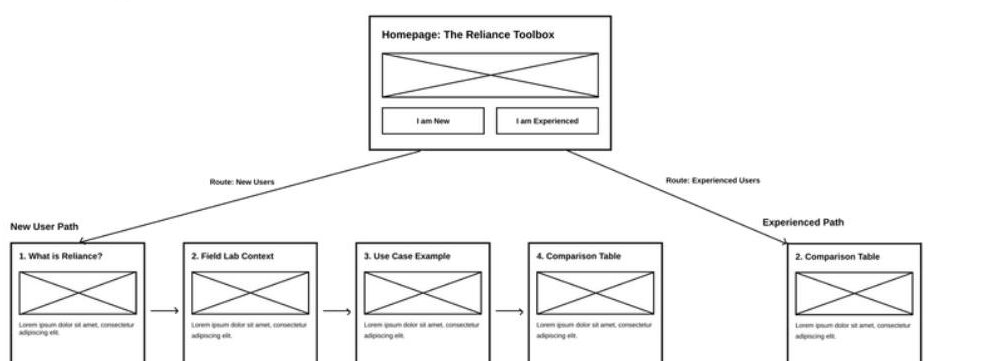 Homepage: The Reliance Toolbox
I am New
I am Experienced
Route: New Users
Route: Experienced Users
New User Path
Experienced Path
1. What is Reliance?
Lorem ipsum dolor sit amet, consectetur
adipiscing elit.
2. Field Lab Context
Lorem ipsum dolor sit amet, consectetur
adipiscing elit.
3. Use Case Example
Lorem ipsum dolor sit amet, consectetur
adipiscing elit.
4. Comparison Table
Lorem ipsum dolor sit amet, consectetur
adipiscing elit.
2. Comparison Table
Lorem ipsum dolor sit amet, consectetur
adipiscing elit.